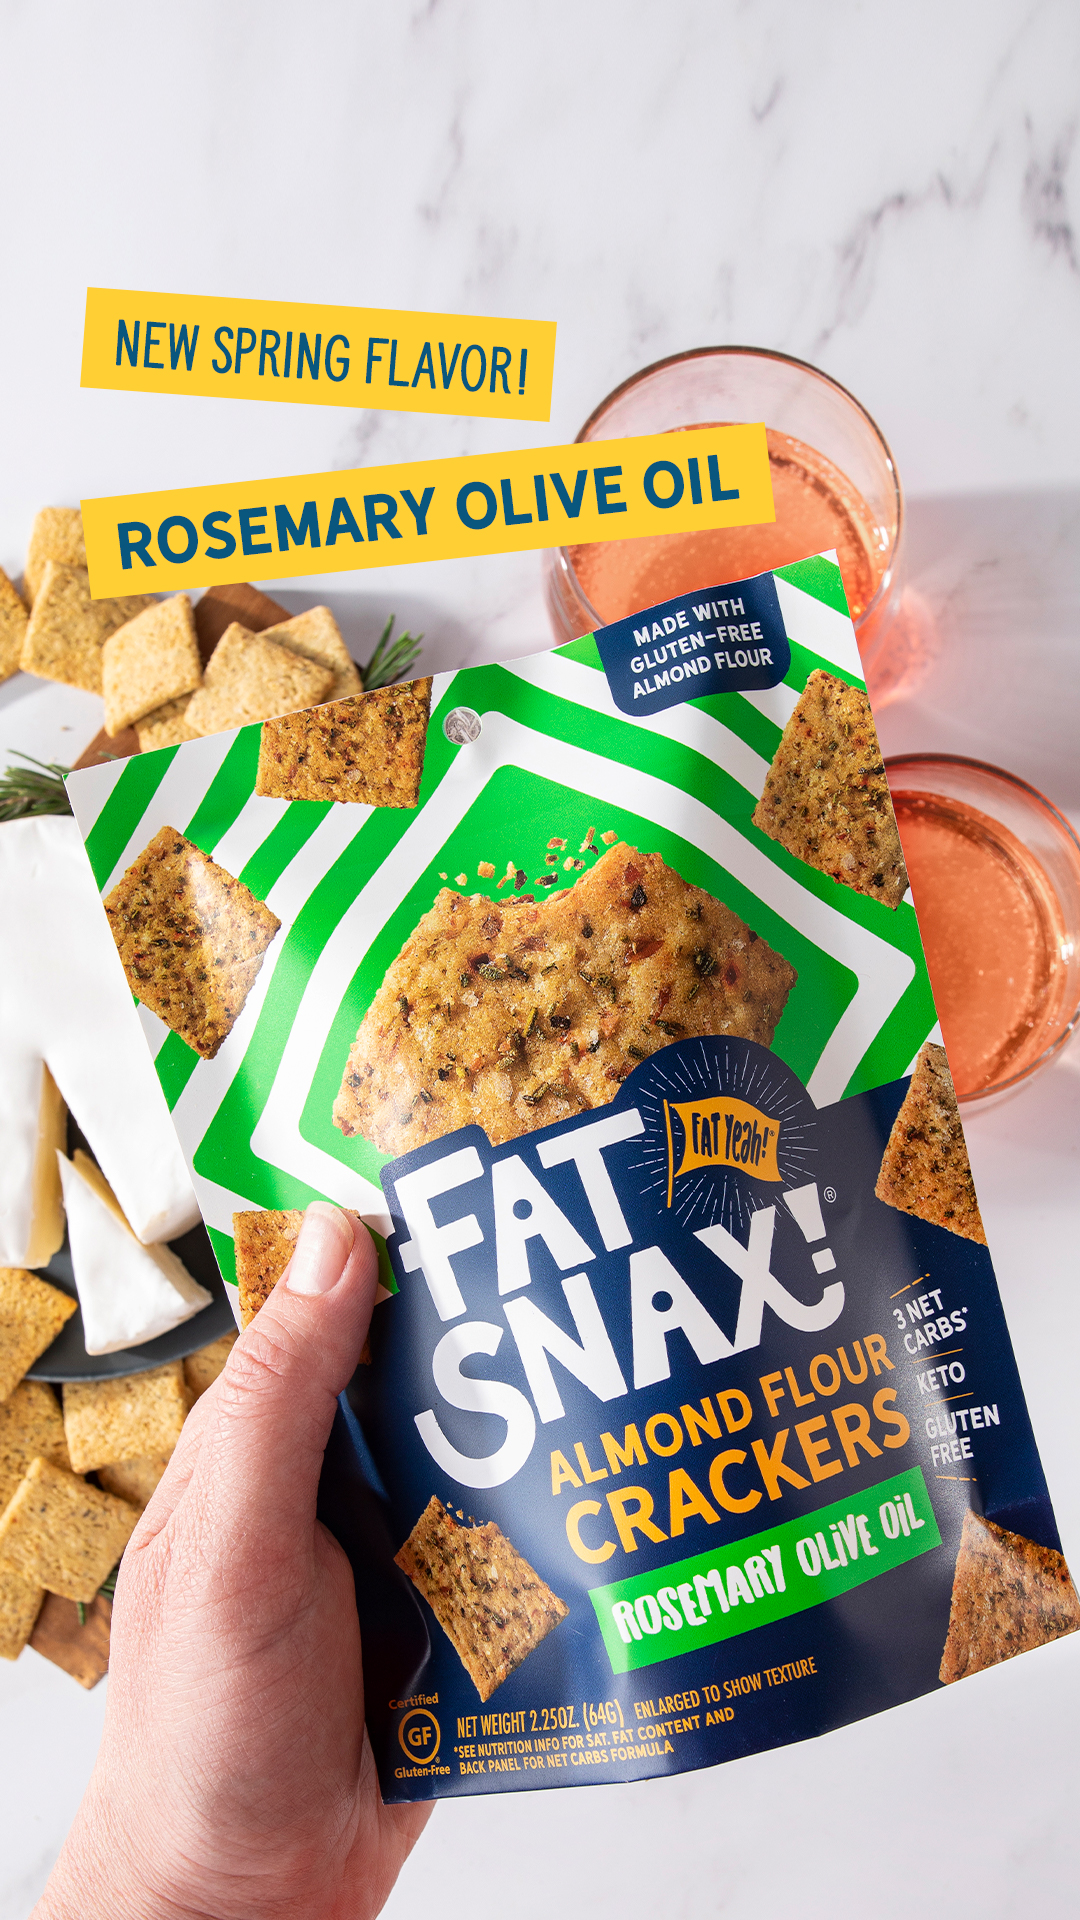 NEW SPRING FLAVOR!
ROSEMARY OLIVE OIL
MADE WITH
GLUTEN-FREE
ALMOND FLOUR
FAT YEAH!®
FAT
SNAX!®
ALMOND FLOUR
CRACKERS
3 NET
CARBS*
KETO
GLUTEN
FREE
ROSEMARY OLIVE OIL
Certified
GF®
Gluten-Free
NET WEIGHT 2.25OZ. (64G) ENLARGED TO SHOW TEXTURE
*SEE NUTRITION INFO FOR SAT. FAT CONTENT AND
BACK PANEL FOR NET CARBS FORMULA